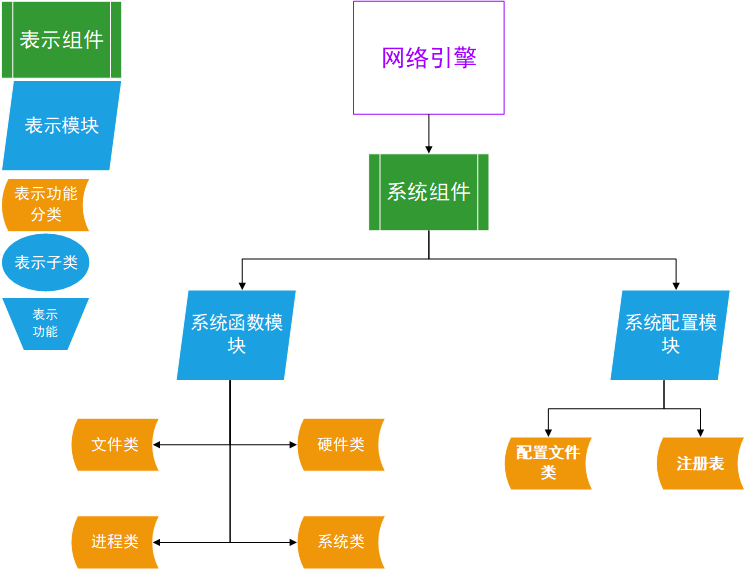 表示组件
表示模块
表示功能
分类
表示子类
表示
功能
网络引擎
系统组件
系统函数模
块
系统配置模
块
文件类
硬件类
进程类
系统类
配置文件
类
注册表